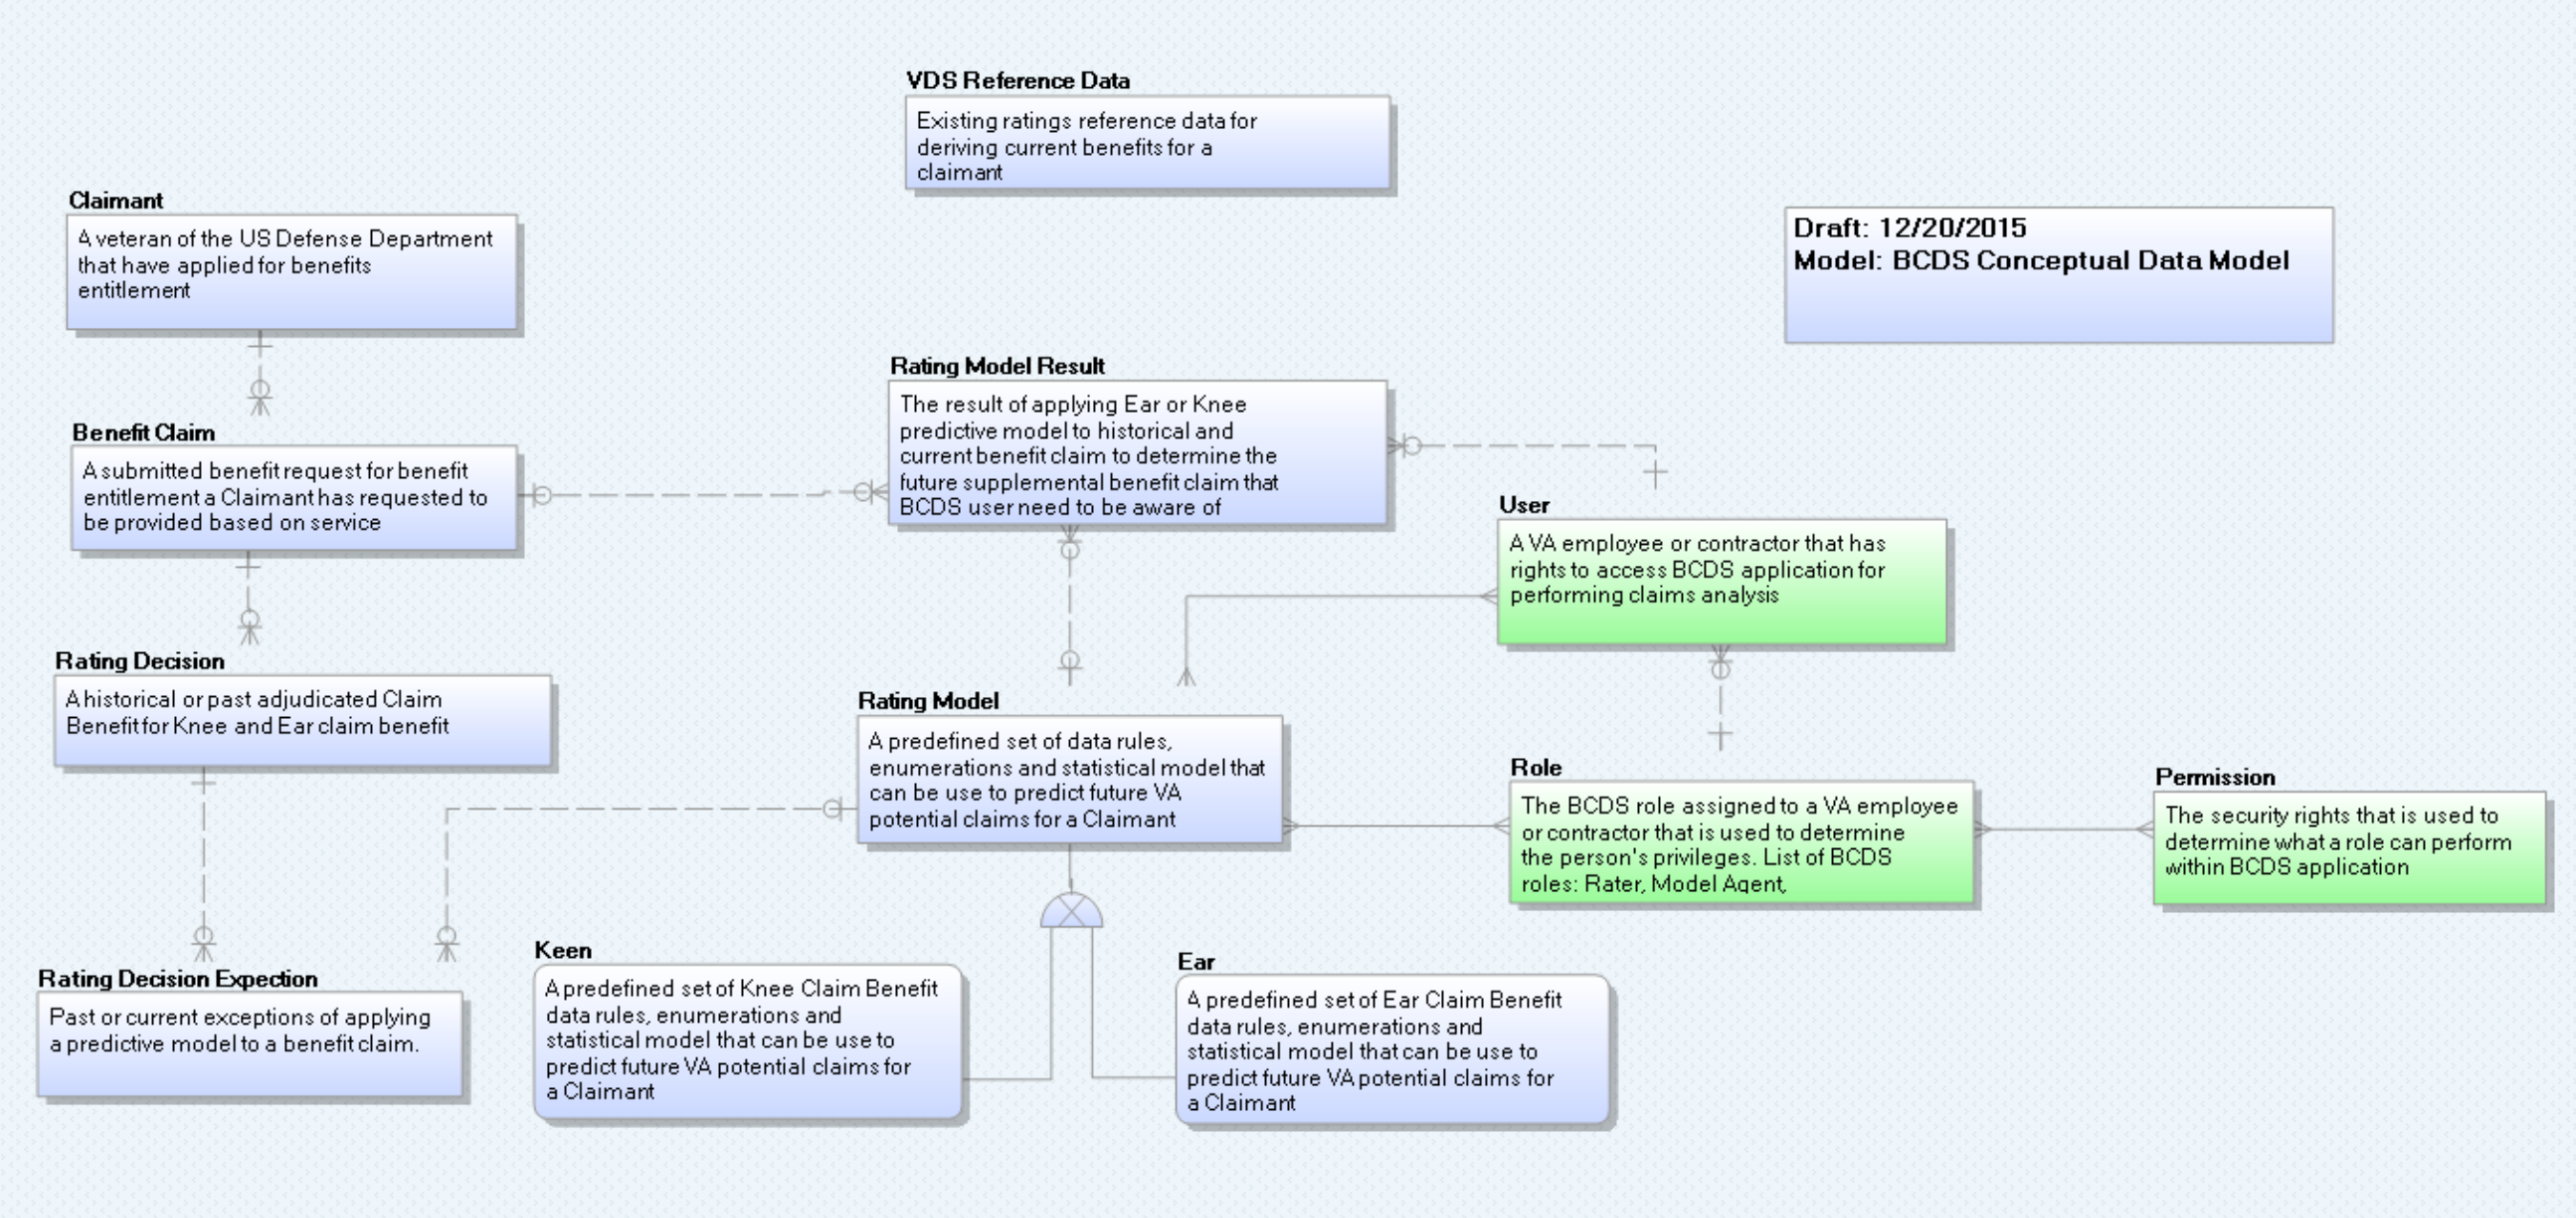 VDS Reference Data
Existing ratings reference data for
deriving current benefits for a
claimant
Claimant
A veteran of the US Defense Department
that have applied for benefits
entitlement
Draft: 12/20/2015
Model: BCDS Conceptual Data Model
Rating Model Result
The result of applying Ear or Knee
predictive model to historical and
current benefit claim to determine the
future supplemental benefit claim that
BCDS user need to be aware of
Benefit Claim
A submitted benefit request for benefit
entitlement a Claimant has requested to
be provided based on service
User
A VA employee or contractor that has
rights to access BCDS application for
performing claims analysis
Rating Decision
A historical or past adjudicated Claim
Benefit for Knee and Ear claim benefit
Rating Model
A predefined set of data rules,
enumerations and statistical model that
can be use to predict future VA
potential claims for a Claimant
Role
The BCDS role assigned to a VA employee
or contractor that is used to determine
the person's privileges. List of BCDS
roles: Rater, Model Agent,
Permission
The security rights that is used to
determine what a role can perform
within BCDS application
Rating Decision Expection
Past or current exceptions of applying
a predictive model to a benefit claim.
Keen
A predefined set of Knee Claim Benefit
data rules, enumerations and
statistical model that can be use to
predict future VA potential claims for
a Claimant
Ear
A predefined set of Ear Claim Benefit
data rules, enumerations and
statistical model that can be use to
predict future VA potential claims for
a Claimant